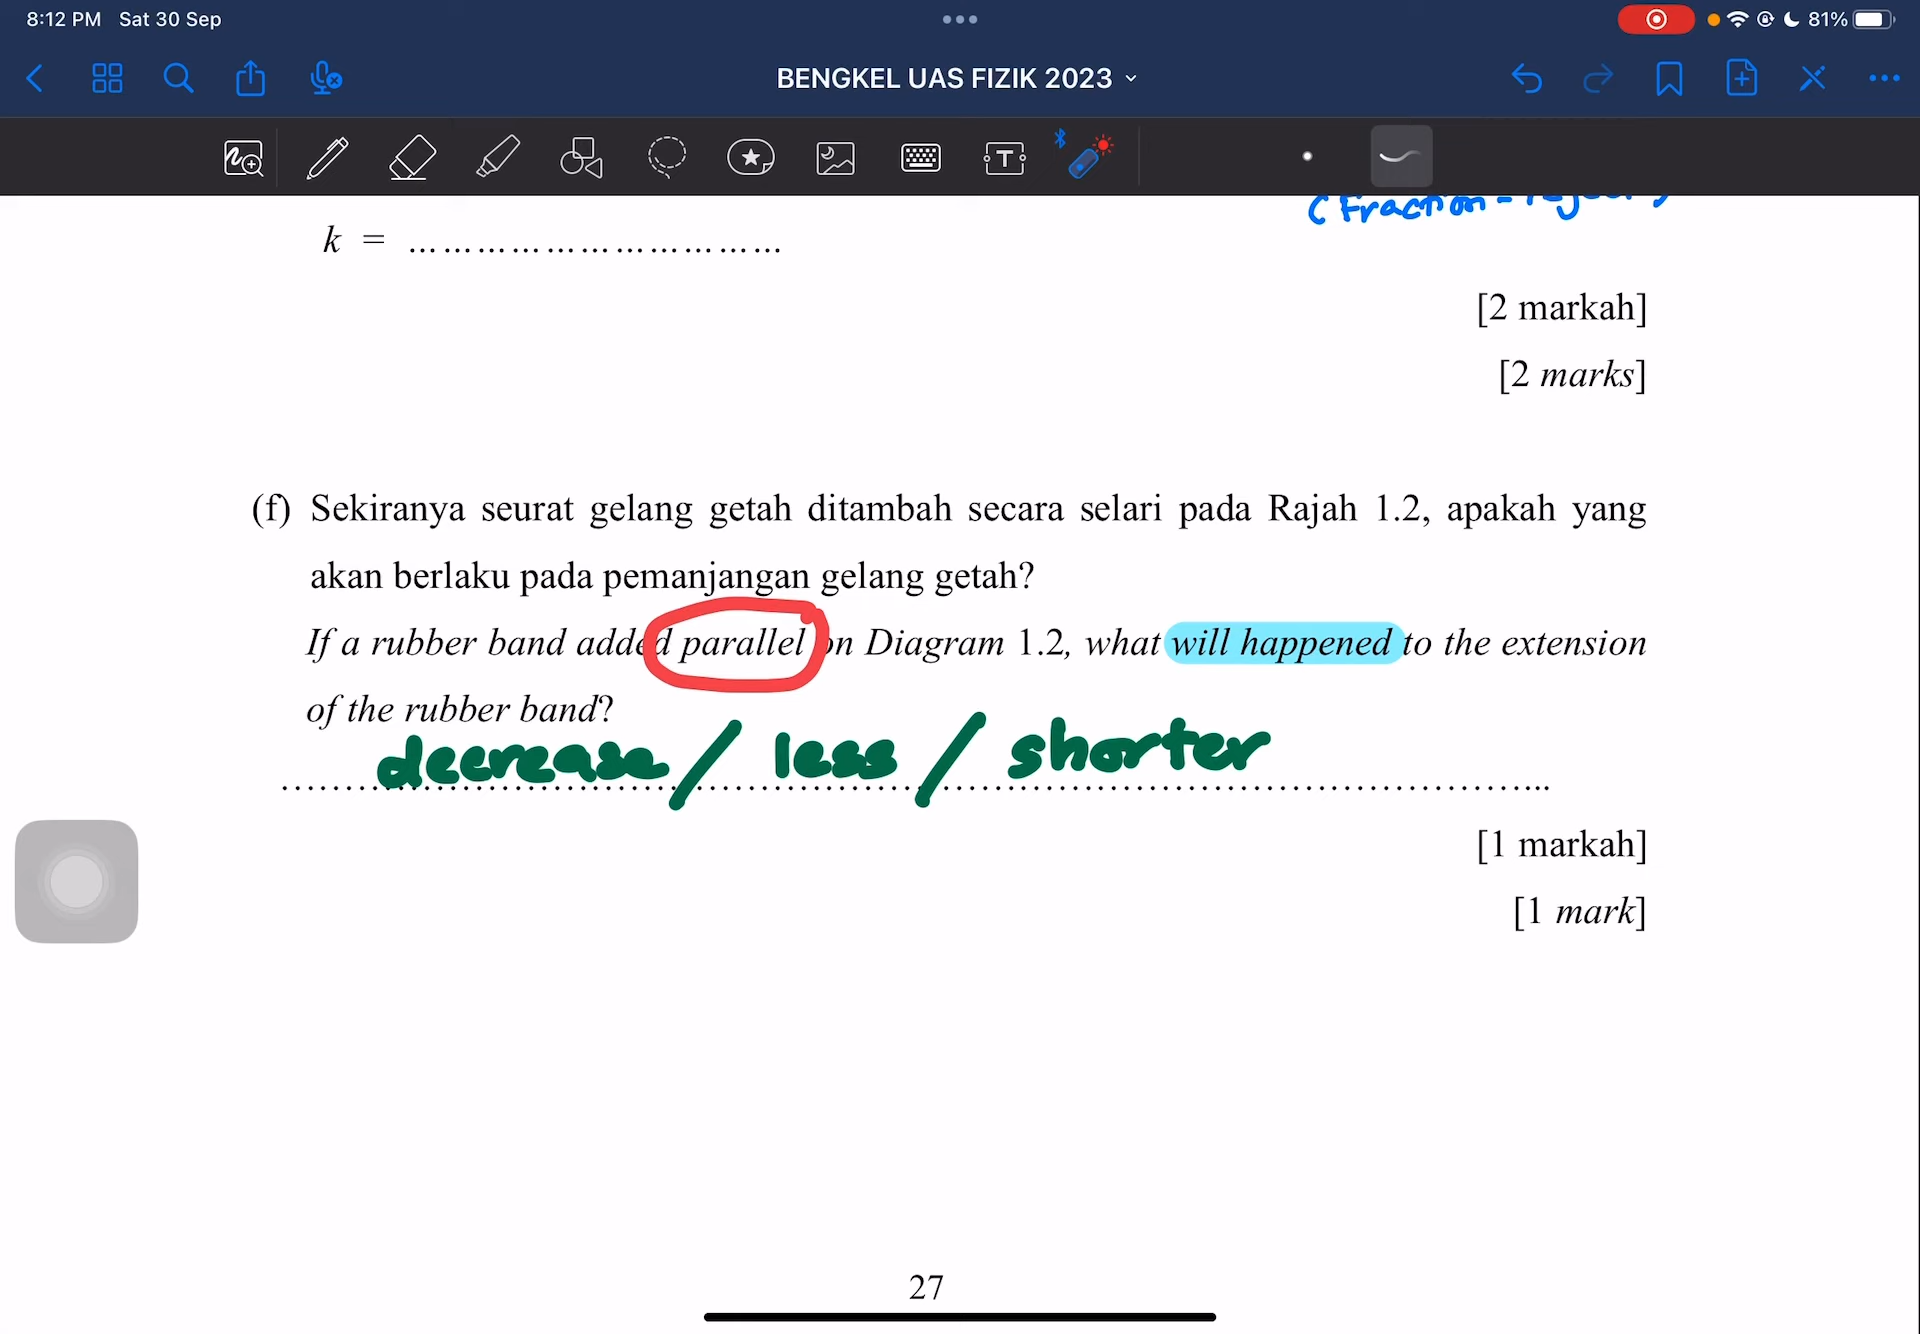 8:12 PM Sat 30 Sep
81%
BENGKEL UAS FIZIK 2023
T
(Fraction - reject)
k = ……………………………
[2 markah]
[2 marks]
(f) Sekiranya seurat gelang getah ditambah secara selari pada Rajah 1.2, apakah yang
akan berlaku pada pemanjangan gelang getah?
If a rubber band added parallel on Diagram 1.2, what will happened to the extension
of the rubber band?
decrease / less / shorter
[1 markah]
[1 mark]
27